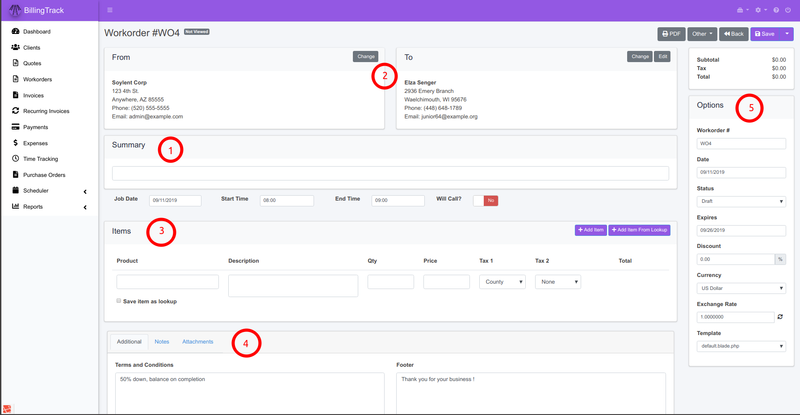 BillingTrack
Dashboard
Clients
Quotes
Workorders
Invoices
Recurring Invoices
Payments
Expenses
Time Tracking
Purchase Orders
Scheduler
Reports
Workorder #WO4
Not Viewed
PDF
Other
Back
Save
From
Change
Soylent Corp
123 4th St.
Anywhere, AZ 85555
Phone: (520) 555-5555
Email: admin@example.com
2
To
Change
Edit
Elza Senger
2936 Emery Branch
Waelchimouth, WI 95676
Phone: (448) 648-1789
Email: junior64@example.org
Summary
1
Job Date
09/11/2019
Start Time
08:00
End Time
09:00
Will Call?
No
Items
3
Add Item
Add Item From Lookup
Product
Description
Qty
Price
Tax 1
Tax 2
Total
County
None
Save item as lookup
Additional
Notes
Attachments
4
Terms and Conditions
50% down, balance on completion
Footer
Thank you for your business !
Subtotal $0.00
Tax $0.00
Total $0.00
Options
5
Workorder #
WO4
Date
09/11/2019
Status
Draft
Expires
09/26/2019
Discount
0.00
%
Currency
US Dollar
Exchange Rate
1.0000000
Template
default.blade.php